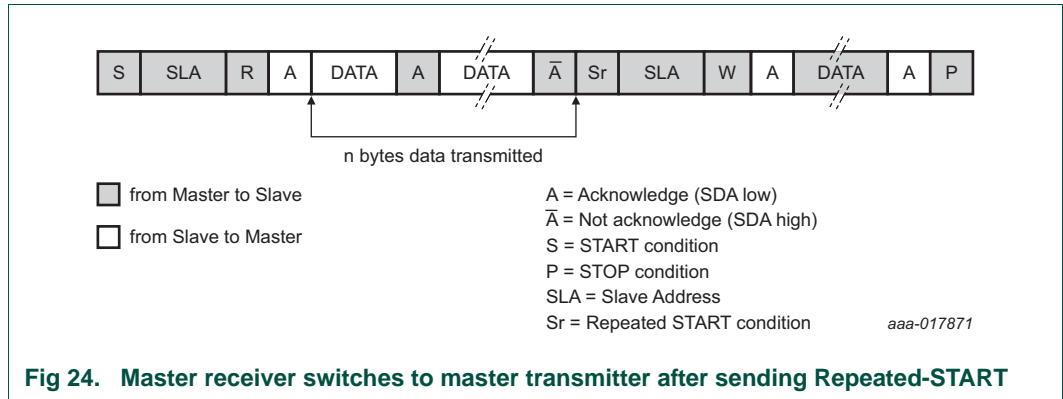 S SLA R A DATA A DATA A̅ Sr SLA W A DATA A P
n bytes data transmitted
from Master to Slave
from Slave to Master
A = Acknowledge (SDA low)
A̅ = Not acknowledge (SDA high)
S = START condition
P = STOP condition
SLA = Slave Address
Sr = Repeated START condition
aaa-017871
Fig 24. Master receiver switches to master transmitter after sending Repeated-START